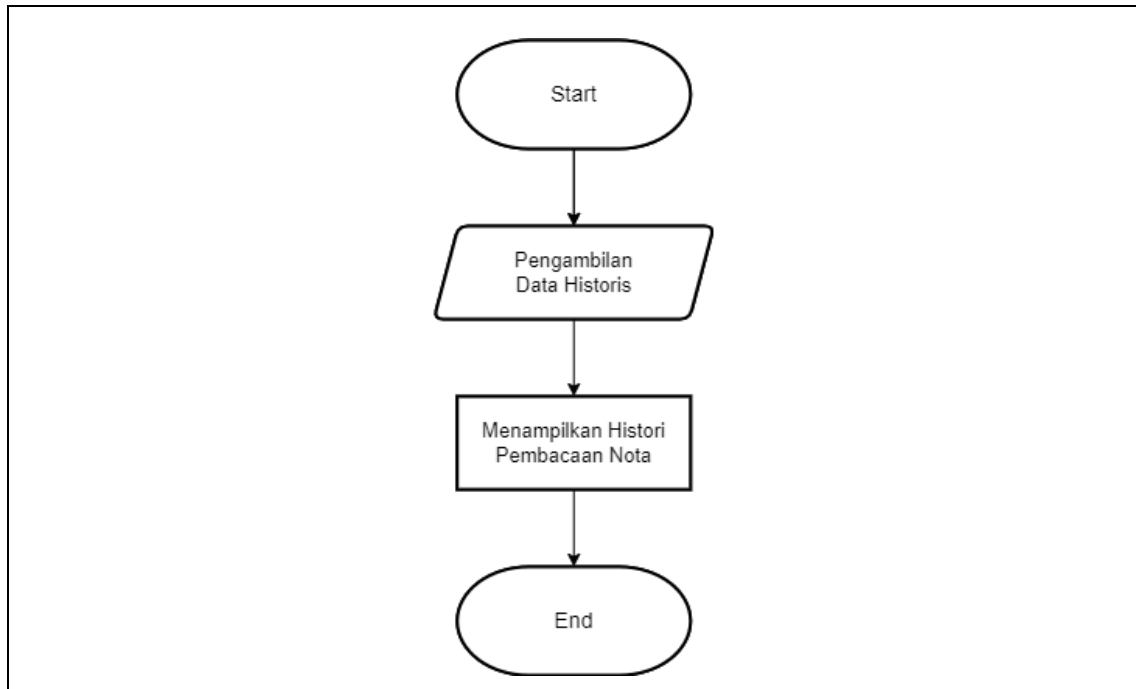 Start
Pengambilan
Data Historis
Menampilkan Histori
Pembacaan Nota
End